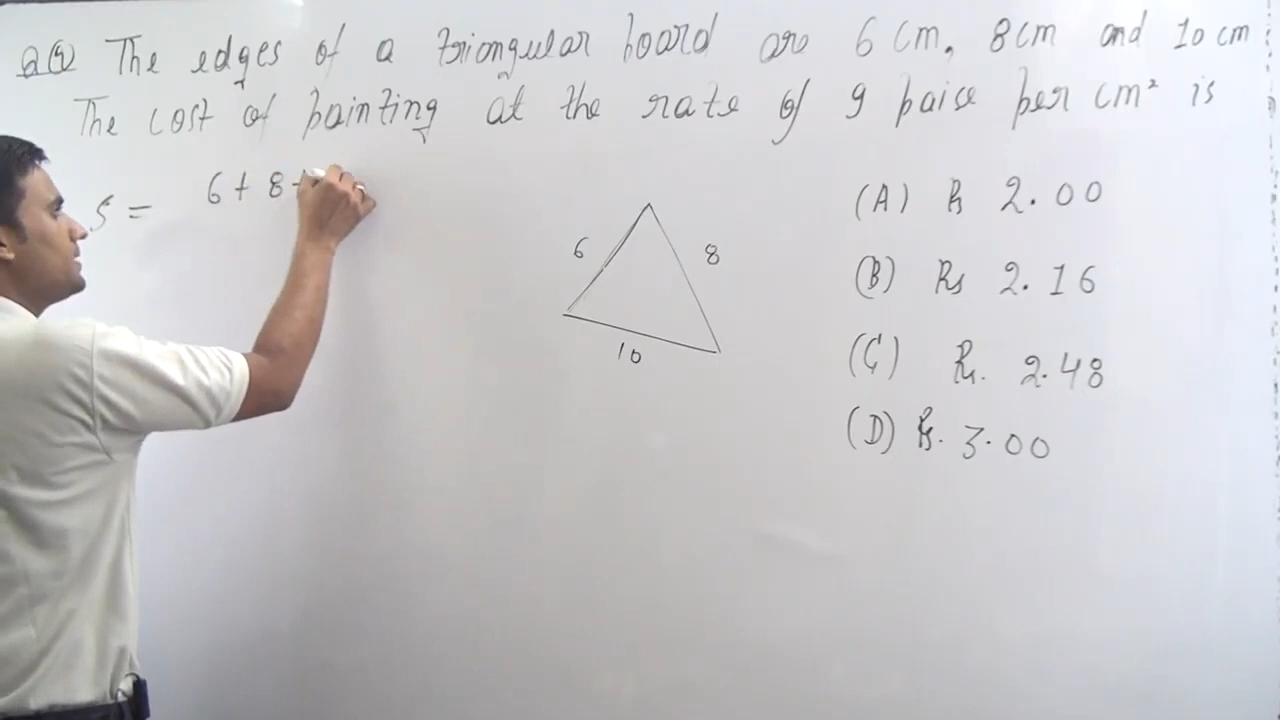 Q(9) The edges of a triangular board are 6 cm, 8cm and 10 cm
The cost of painting at the rate of 9 paise per cm² is
S = 6 + 8 +
6
8
10
(A) Rs 2.00
(B) Rs 2.16
(C) Rs. 2.48
(D) Rs. 3.00